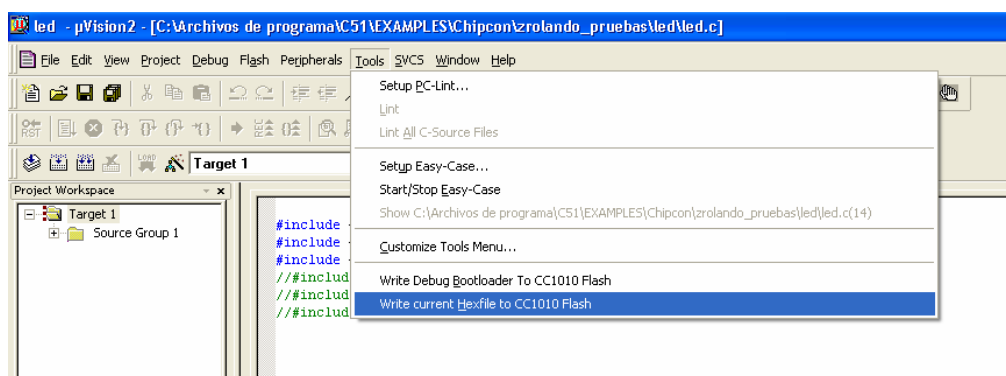 led - µVision2 - [C:\Archivos de programa\C51\EXAMPLES\Chipcon\zrolando_pruebas\led\led.c]
File Edit View Project Debug Flash Peripherals Tools SVCS Window Help
Setup PC-Lint...
Lint
Lint All C-Source Files
RST
LOAD
Target 1
Setup Easy-Case...
Start/Stop Easy-Case
Show C:\Archivos de programa\C51\EXAMPLES\Chipcon\zrolando_pruebas\led\led.c(14)
Customize Tools Menu...
Write Debug Bootloader To CC1010 Flash
Write current Hexfile to CC1010 Flash
Project Workspace
Target 1
Source Group 1
#include
#include
#include
//#includ
//#includ
//#includ